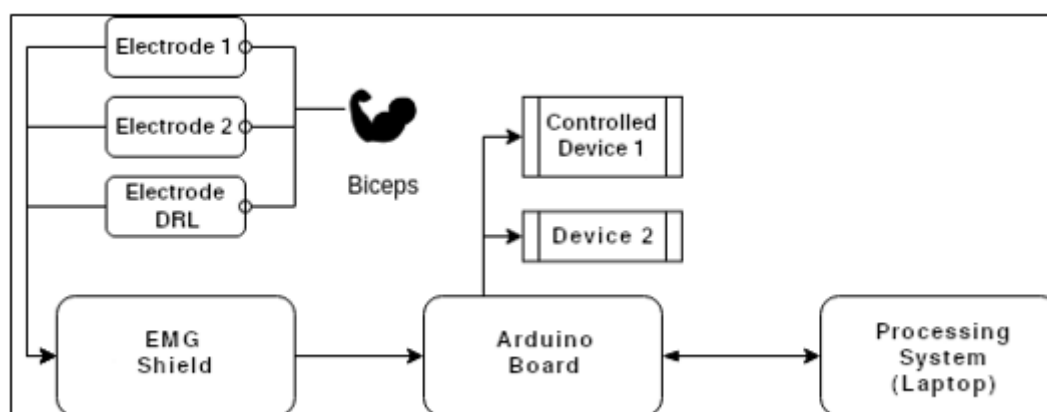 Electrode 1
Electrode 2
Electrode
DRL
Biceps
Controlled
Device 1
Device 2
EMG
Shield
Arduino
Board
Processing
System
(Laptop)